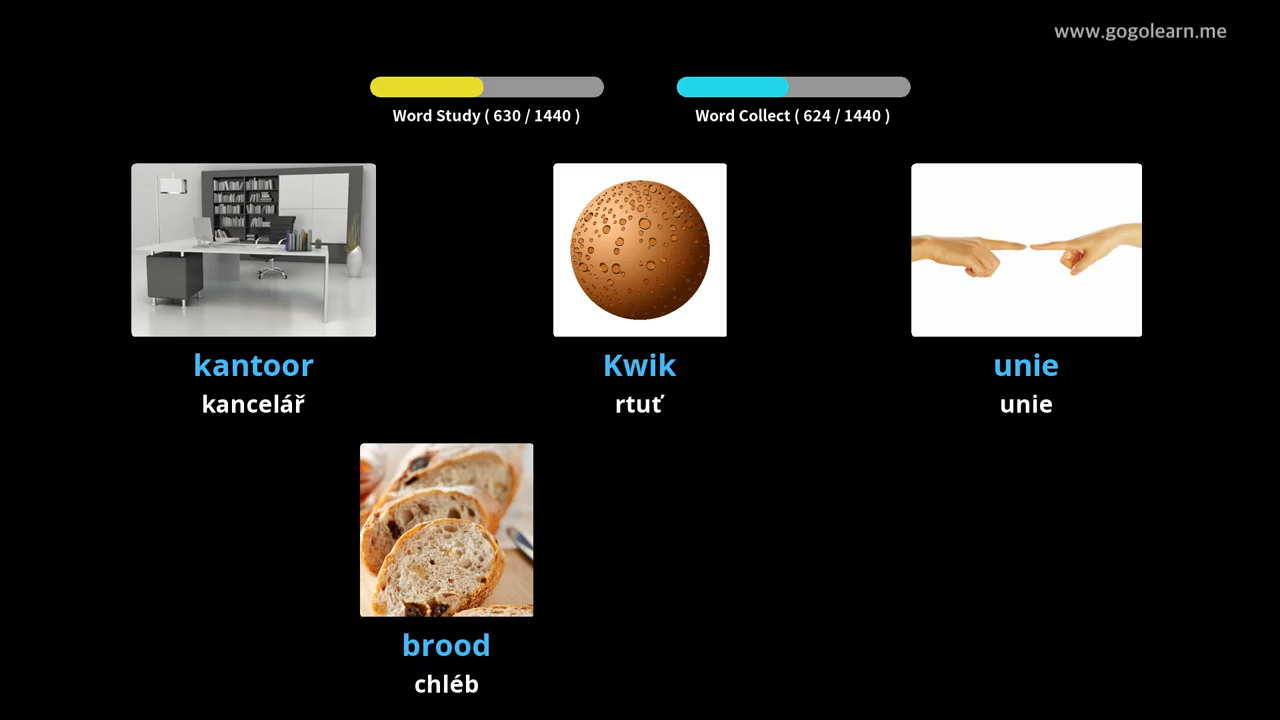 www.gogolearn.me
Word Study ( 630 / 1440 )
Word Collect ( 624 / 1440 )
kantoor
kancelář
Kwik
rtuť
unie
unie
brood
chléb